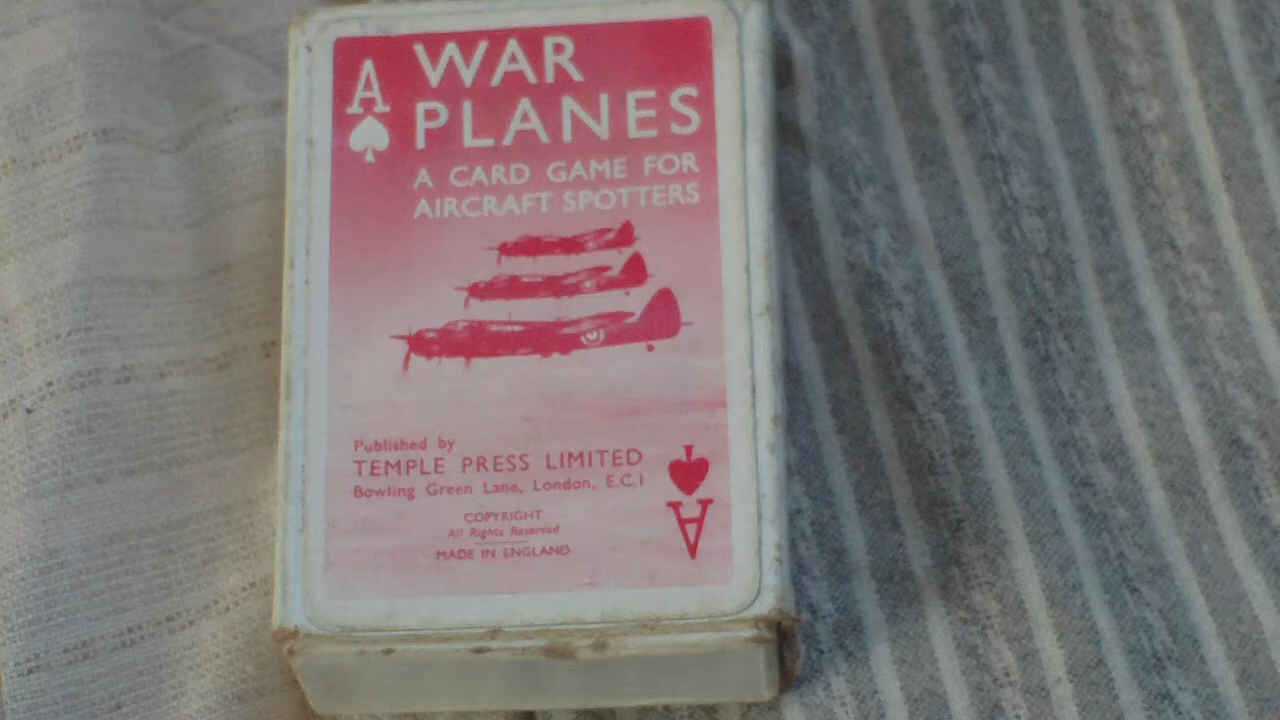 A
WAR
PLANES
A CARD GAME FOR
AIRCRAFT SPOTTERS
Published by
TEMPLE PRESS LIMITED
Bowling Green Lane, London, E.C.1
COPYRIGHT
All Rights Reserved
MADE IN ENGLAND
A